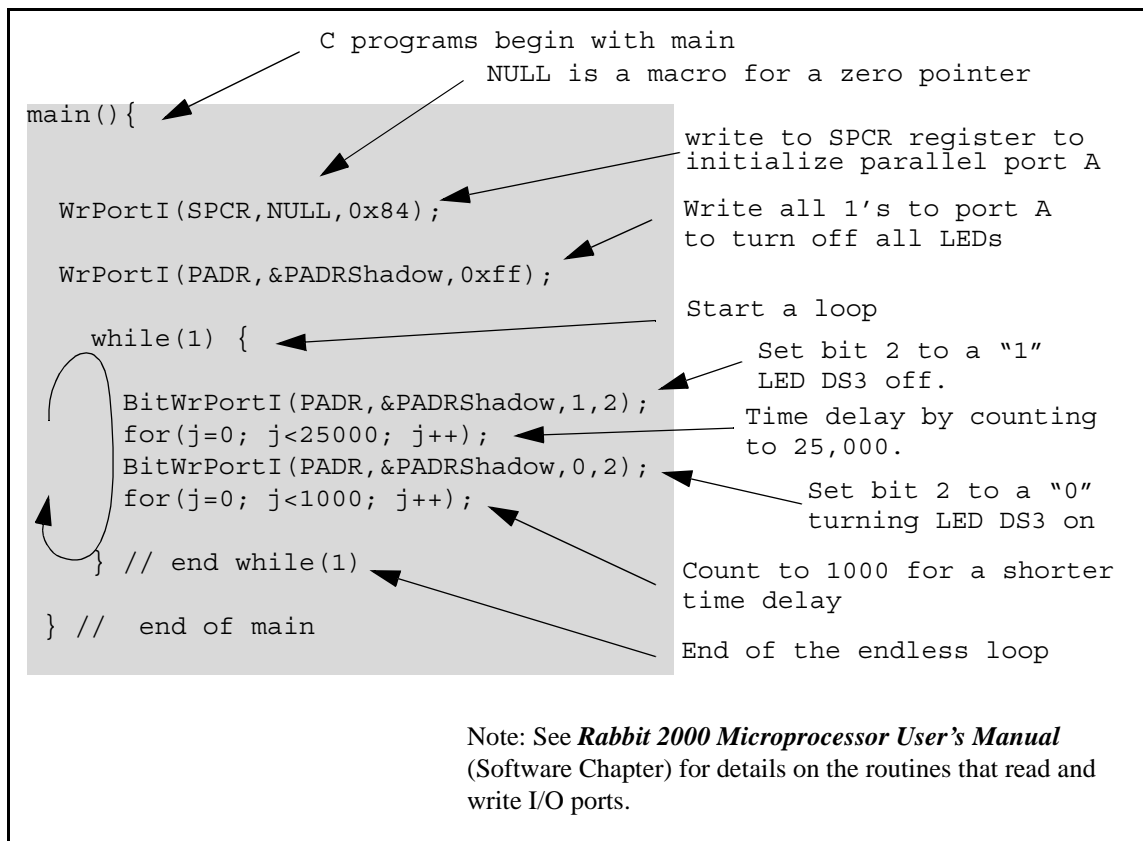 C programs begin with main
NULL is a macro for a zero pointer
main(){
write to SPCR register to
initialize parallel port A
WrPortI(SPCR,NULL,0x84);
Write all 1's to port A
to turn off all LEDs
WrPortI(PADR,&PADRShadow,0xff);
Start a loop
while(1) {
Set bit 2 to a “1”
LED DS3 off.
BitWrPortI(PADR,&PADRShadow,1,2);
Time delay by counting
to 25,000.
for(j=0; j<25000; j++);
BitWrPortI(PADR,&PADRShadow,0,2);
Set bit 2 to a “0”
turning LED DS3 on
for(j=0; j<1000; j++);
} // end while(1)
Count to 1000 for a shorter
time delay
} // end of main
End of the endless loop
Note: See Rabbit 2000 Microprocessor User's Manual
(Software Chapter) for details on the routines that read and
write I/O ports.